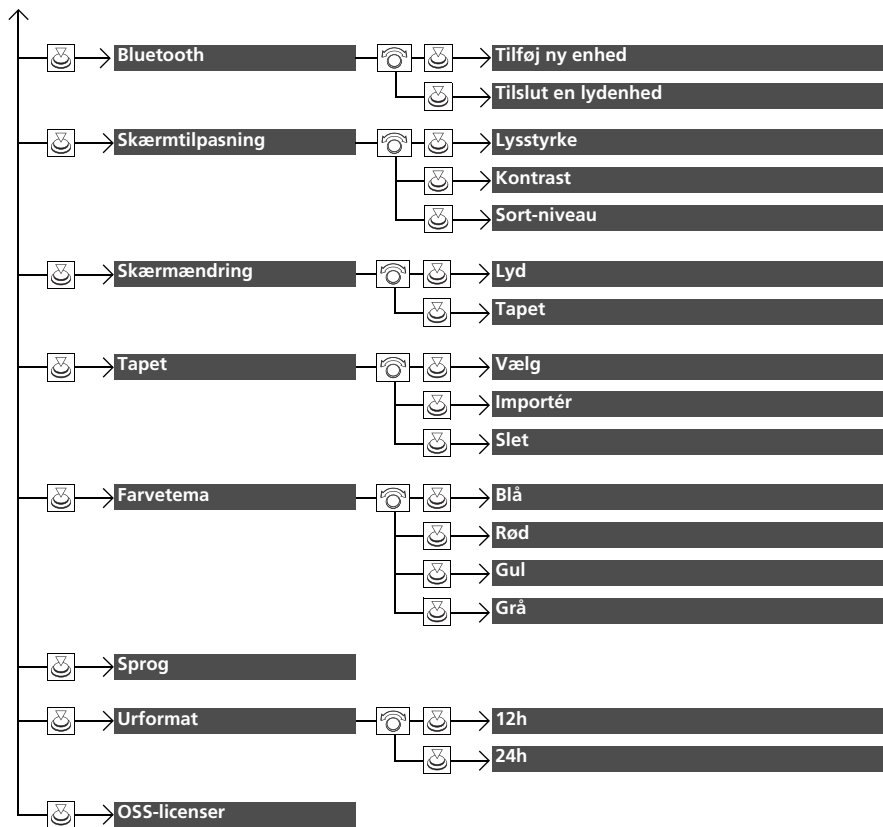 Bluetooth
Tilføj ny enhed
Tilslut en lydenhed
Skærmtilpasning
Lysstyrke
Kontrast
Sort-niveau
Skærmændring
Lyd
Tapet
Tapet
Vælg
Importér
Slet
Farvetema
Blå
Rød
Gul
Grå
Sprog
Urformat
12h
24h
OSS-licenser